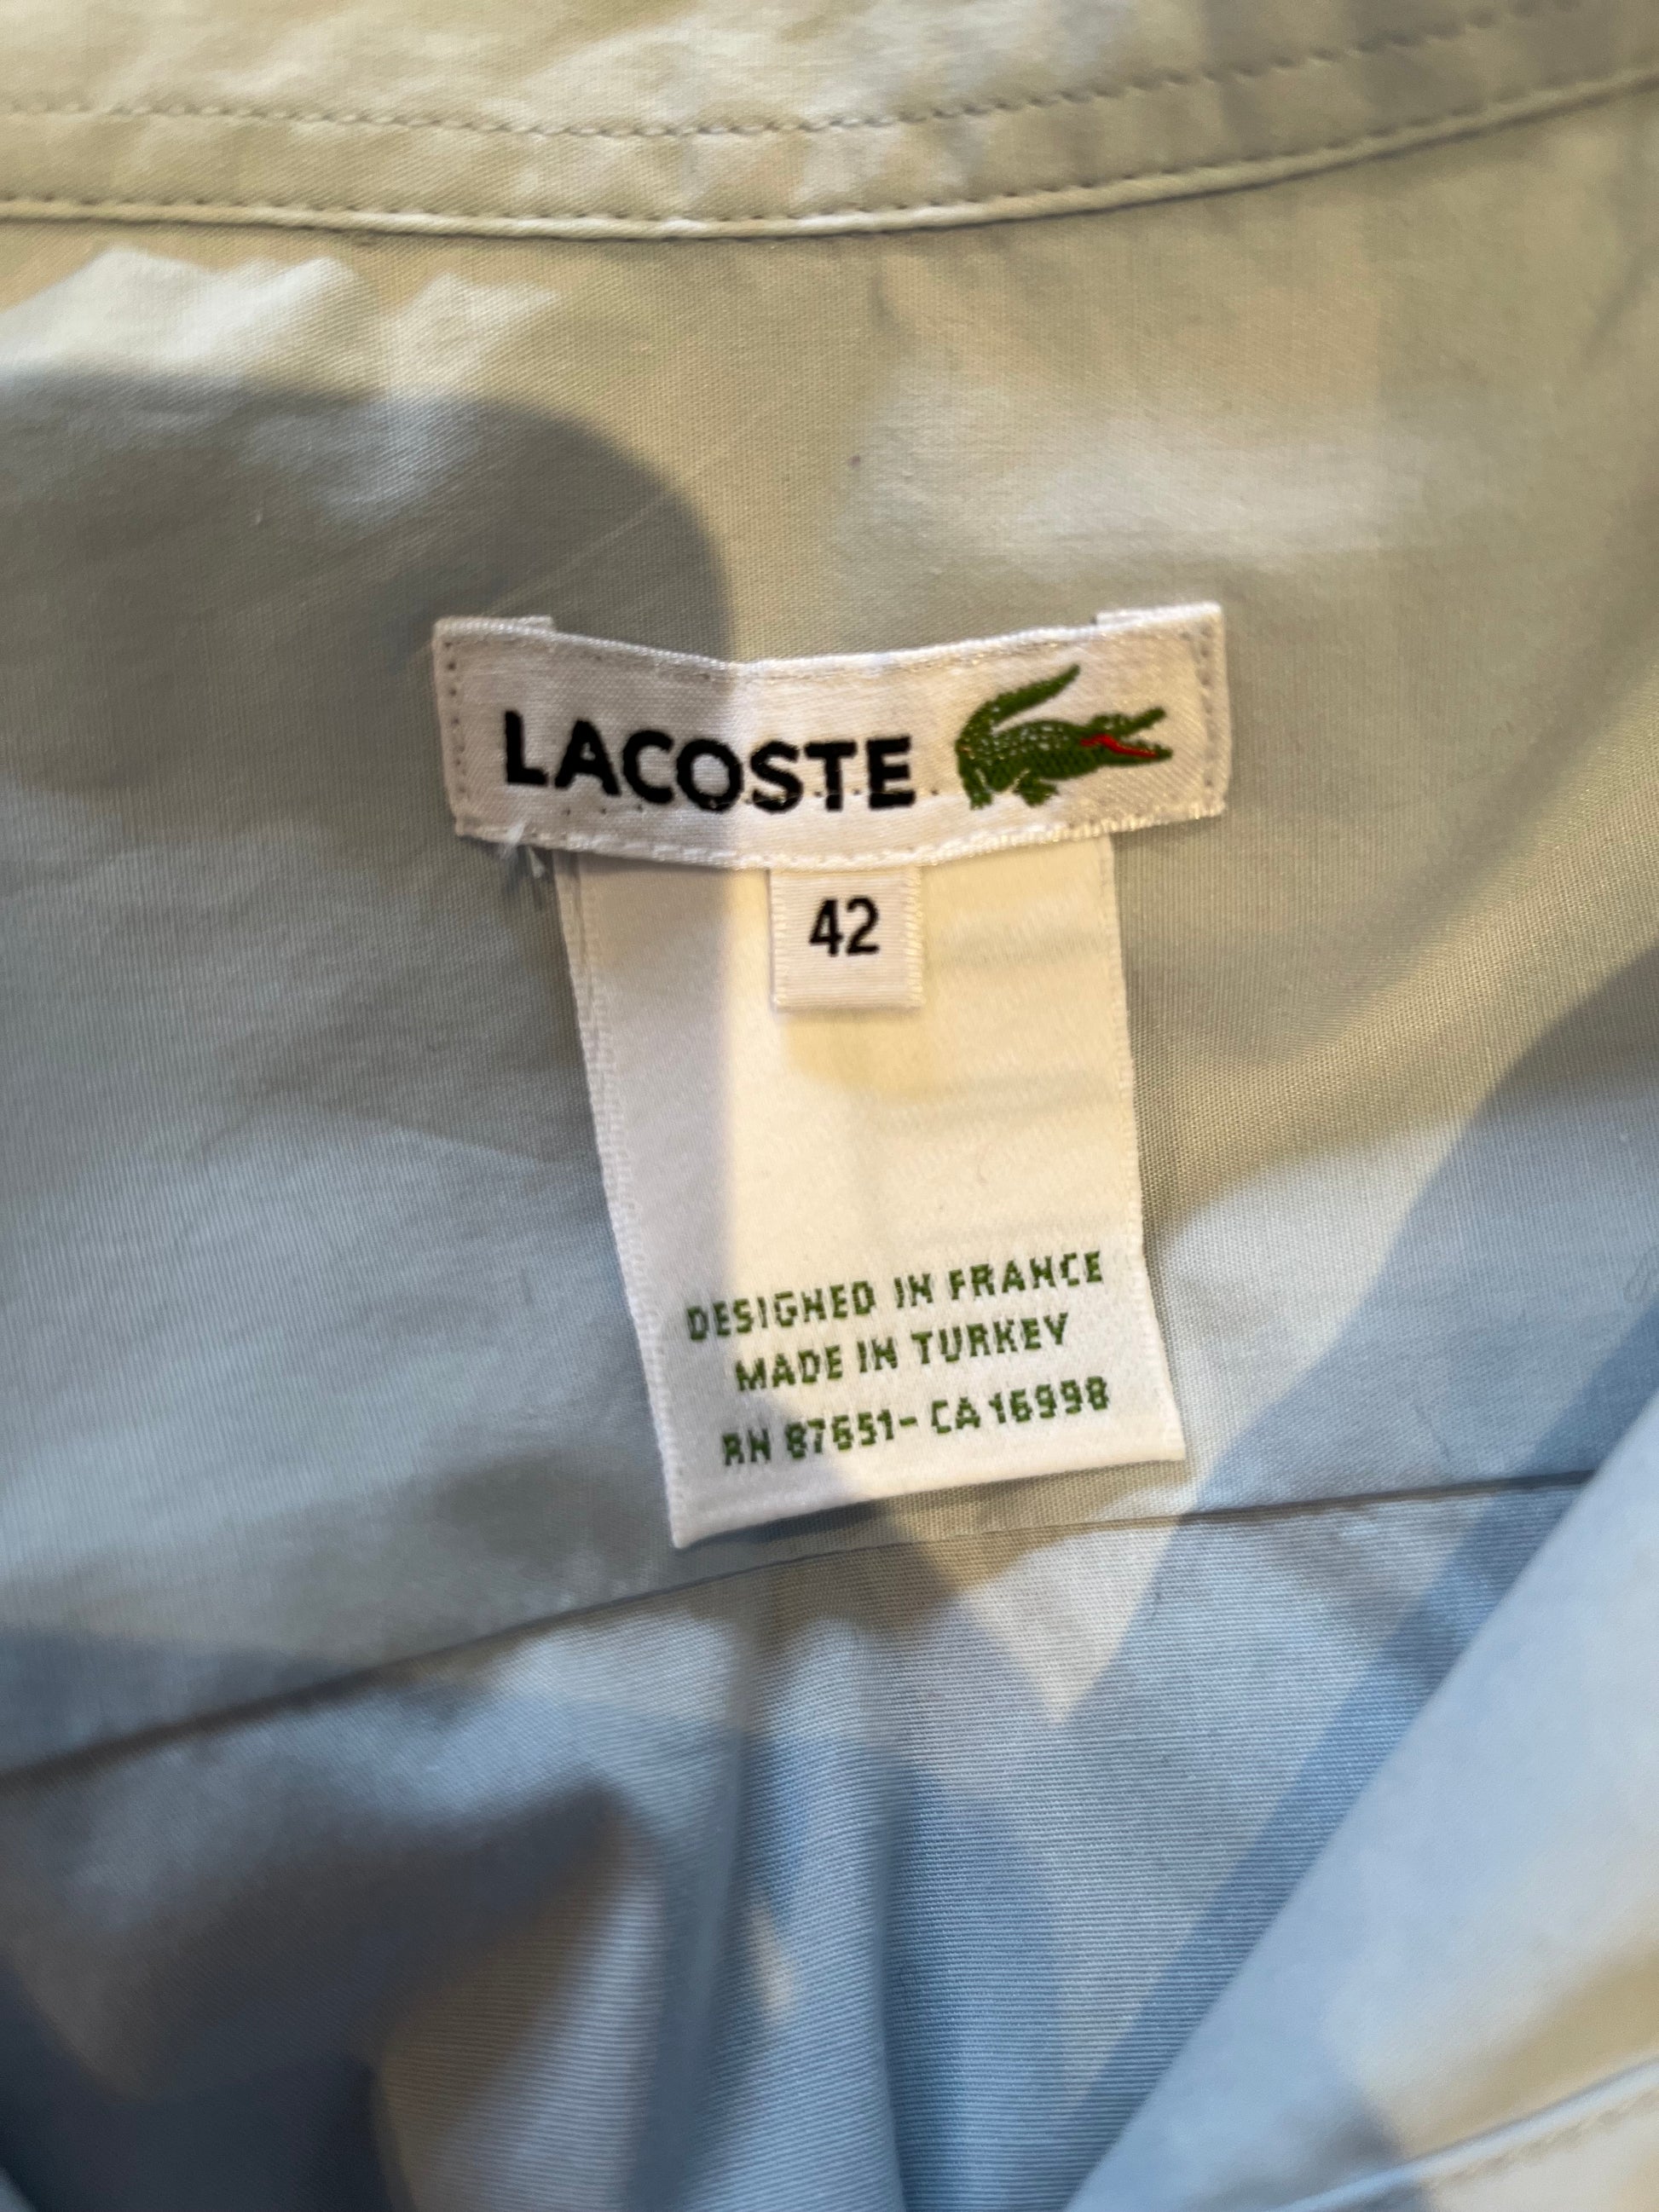 LACOSTE
42
DESIGNED IN FRANCE
MADE IN TURKEY
RN 87651- CA 16998